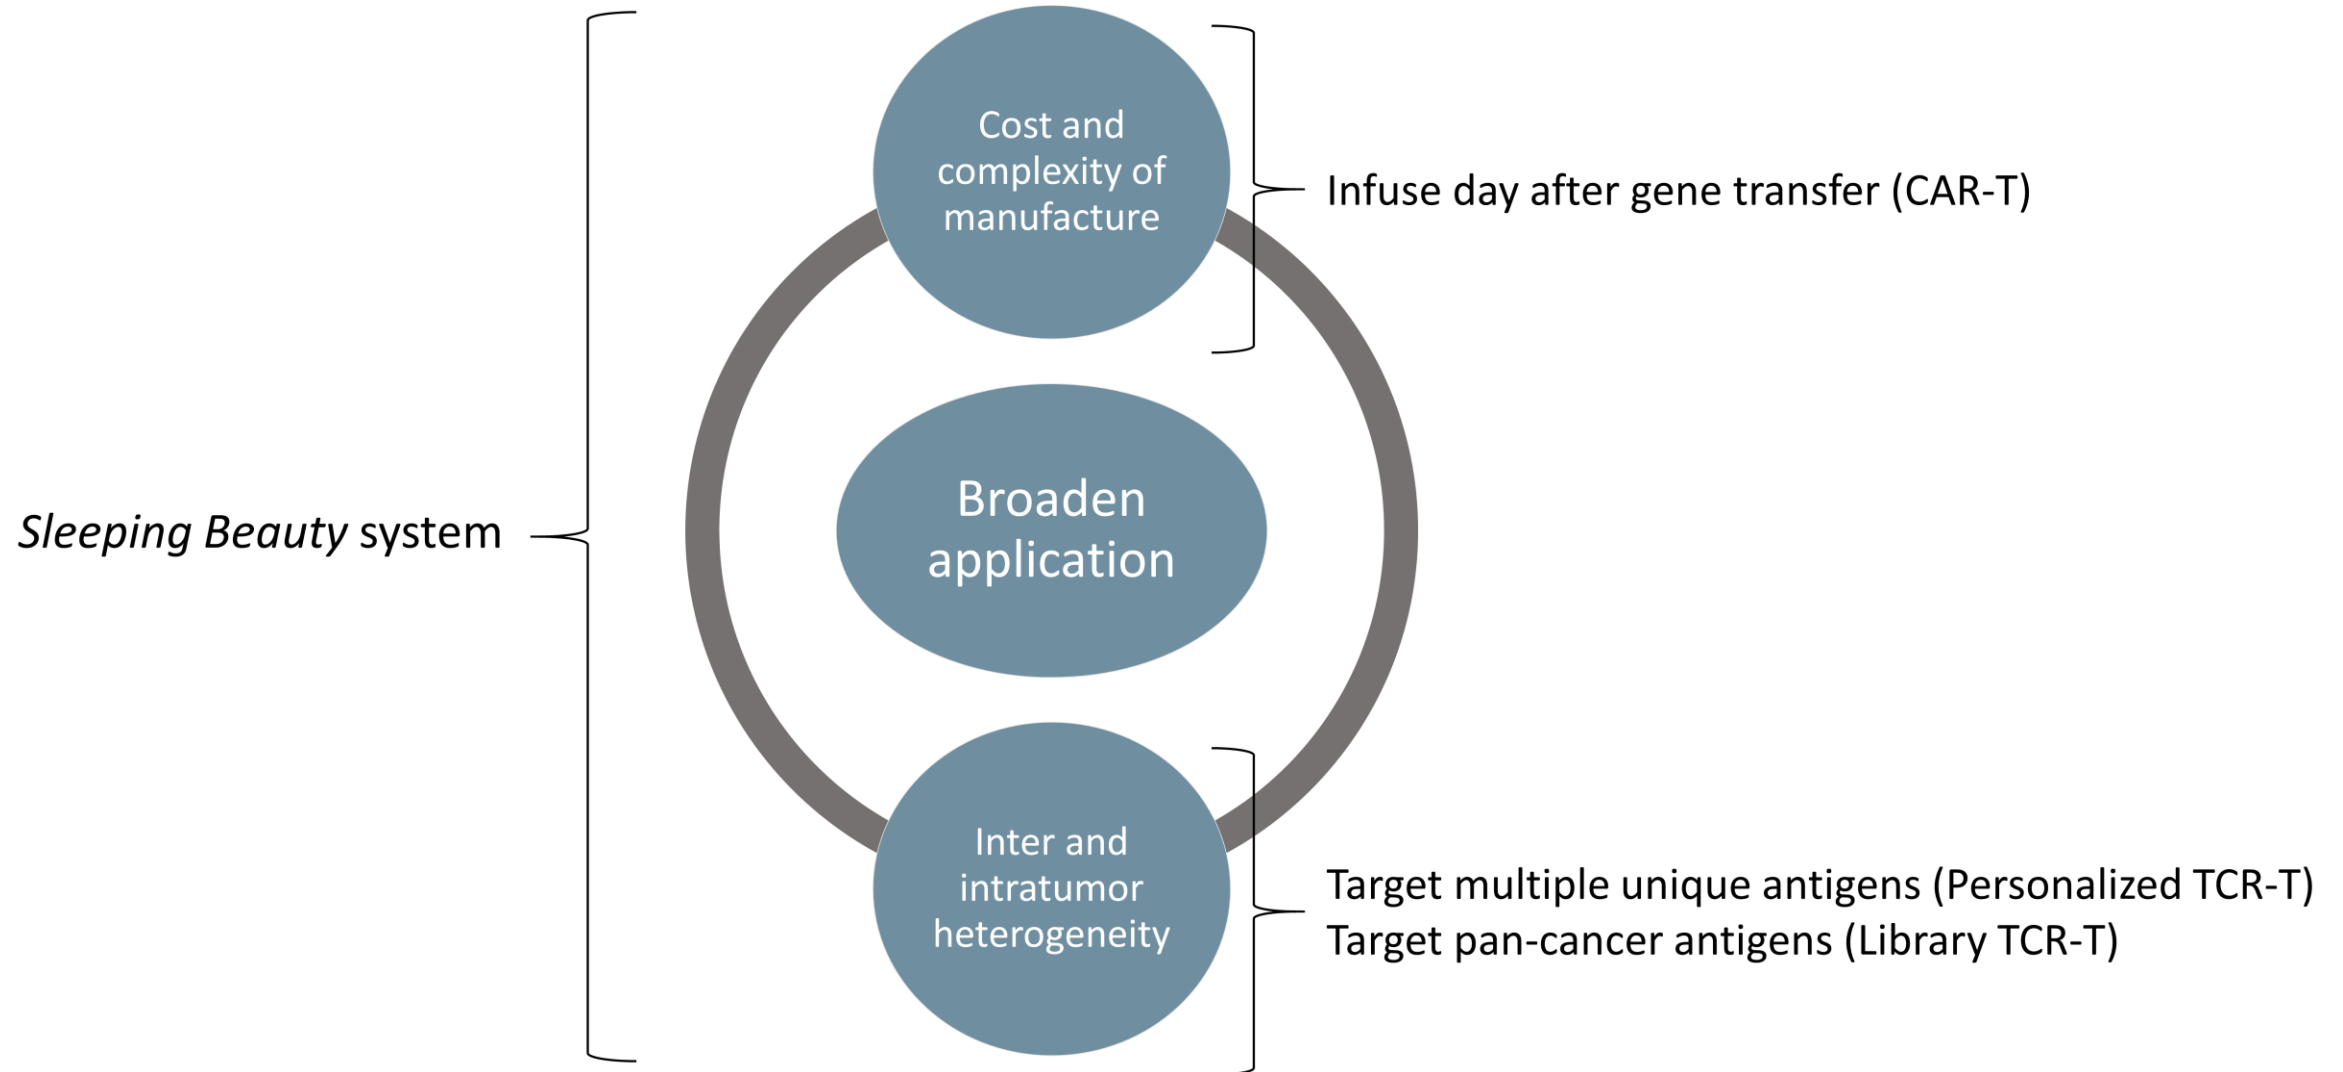 Cost and
complexity of
manufacture
Infuse day after gene transfer (CAR-T)
Broaden
application
Sleeping Beauty system
Inter and
intratumor
heterogeneity
Target multiple unique antigens (Personalized TCR-T)
Target pan-cancer antigens (Library TCR-T)